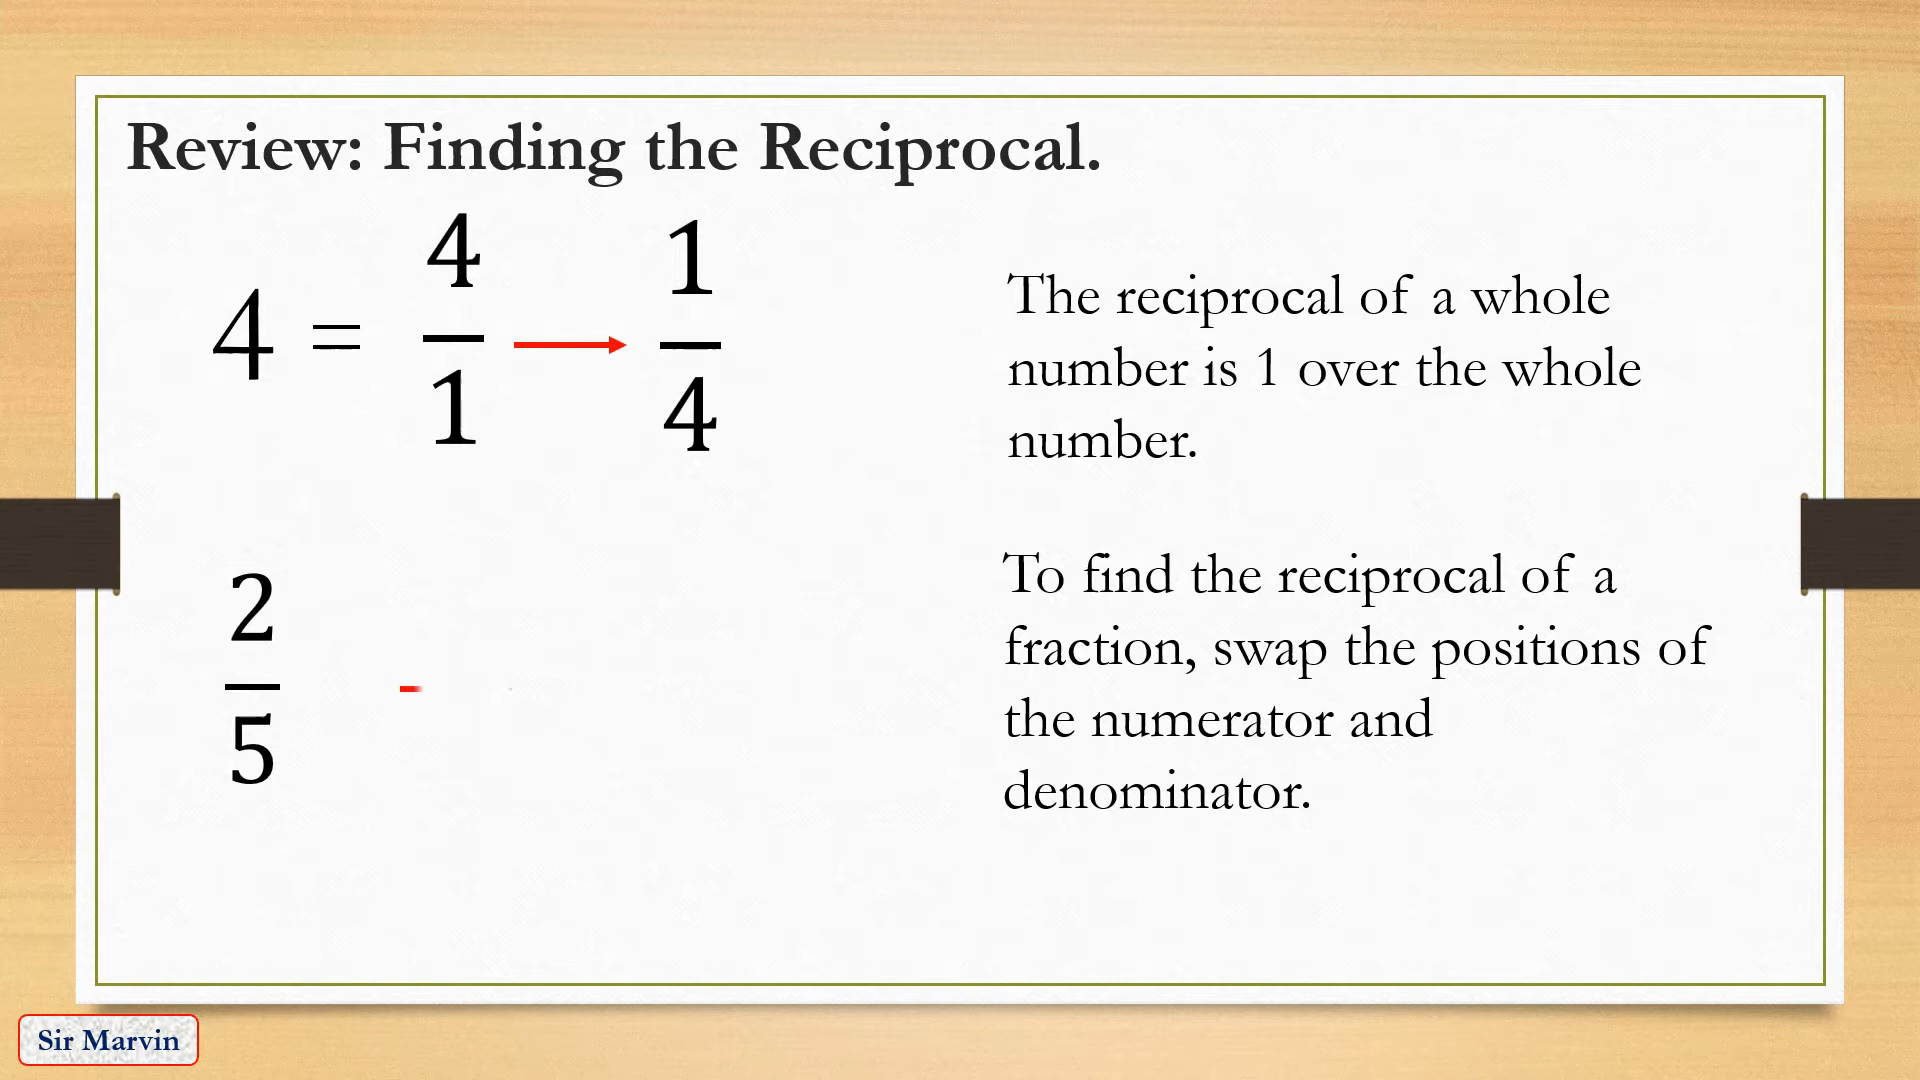 Review: Finding the Reciprocal.
4 = 4/1 → 1/4
The reciprocal of a whole
number is 1 over the whole
number.
2/5
To find the reciprocal of a
fraction, swap the positions of
the numerator and
denominator.
Sir Marvin